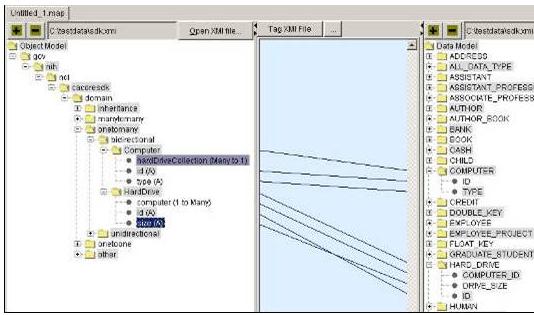 Untitled_1.map
C:\testdata\sdk.xmi
Open XMI file...
Tag XMI File
...
C:\testdata\sdk.xmi
Object Model
gov
nih
nci
cacoresdk
domain
inheritance
manytomany
onetomany
bidirectional
Computer
hardDriveCollection (Many to 1)
id (A)
type (A)
HardDrive
computer (1 to Many)
id (A)
size (A)
unidirectional
onetoone
other
Data Model
ADDRESS
ALL_DATA_TYPE
ASSISTANT
ASSISTANT_PROFESS
ASSOCIATE_PROFESS
AUTHOR
AUTHOR_BOOK
BANK
BOOK
CASH
CHILD
COMPUTER
ID
TYPE
CREDIT
DOUBLE_KEY
EMPLOYEE
EMPLOYEE_PROJECT
FLOAT_KEY
GRADUATE_STUDENT
HARD_DRIVE
COMPUTER_ID
DRIVE_SIZE
ID
HUMAN